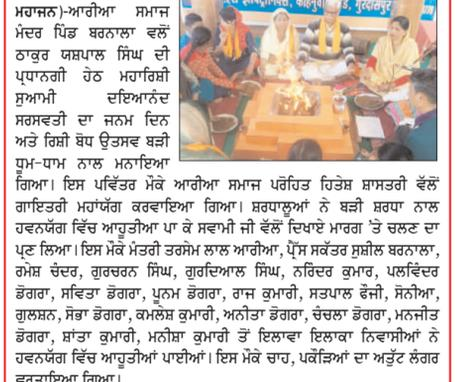 ਮਹਾਜਨ)-ਆਰੀਆ ਸਮਾਜ
ਮੰਦਰ ਪਿੰਡ ਬਰਨਾਲਾ ਵਲੋਂ
ਠਾਕੁਰ ਯਸ਼ਪਾਲ ਸਿੰਘ ਦੀ
ਪ੍ਰਧਾਨਗੀ ਹੇਠ ਮਹਾਰਿਸ਼ੀ
ਸੁਆਮੀ ਦਇਆਨੰਦ
ਸਰਸਵਤੀ ਦਾ ਜਨਮ ਦਿਨ
ਅਤੇ ਰਿਸ਼ੀ ਬੋਧ ਉਤਸਵ ਬੜੀ
ਧੂਮ-ਧਾਮ ਨਾਲ ਮਨਾਇਆ
ਗਿਆ। ਇਸ ਪਵਿੱਤਰ ਮੌਕੇ ਆਰੀਆ ਸਮਾਜ ਪਰੋਹਿਤ ਹਿਤੇਸ਼ ਸ਼ਾਸਤਰੀ ਵੱਲੋਂ
ਗਾਇਤਰੀ ਮਹਾਂਯੱਗ ਕਰਵਾਇਆ ਗਿਆ। ਸ਼ਰਧਾਲੂਆਂ ਨੇ ਬੜੀ ਸ਼ਰਧਾ ਨਾਲ
ਹਵਨਯੱਗ ਵਿੱਚ ਆਹੂਤੀਆ ਪਾ ਕੇ ਸਵਾਮੀ ਜੀ ਵੱਲੋਂ ਦਿਖਾਏ ਮਾਰਗ 'ਤੇ ਚਲਣ ਦਾ
ਪ੍ਰਣ ਲਿਆ। ਇਸ ਮੌਕੇ ਮੰਤਰੀ ਤਰਸੇਮ ਲਾਲ ਆਰੀਆ, ਪ੍ਰੈੱਸ ਸਕੱਤਰ ਸੁਸ਼ੀਲ ਬਰਨਾਲਾ,
ਰਮੇਸ਼ ਚੰਦਰ, ਗੁਰਚਰਨ ਸਿੰਘ, ਗੁਰਦਿਆਲ ਸਿੰਘ, ਨਰਿੰਦਰ ਕੁਮਾਰ, ਪਲਵਿੰਦਰ
ਡੋਗਰਾ, ਸਵਿਤਾ ਡੋਗਰਾ, ਪੂਨਮ ਡੋਗਰਾ, ਰਾਜ ਕੁਮਾਰੀ, ਸਤਪਾਲ ਫੌਜੀ, ਸੋਨੀਆ,
ਗੁਲਸ਼ਨ, ਸੋਭਾ ਡੋਗਰਾ, ਕਮਲੇਸ਼ ਕੁਮਾਰੀ, ਅਨੀਤਾ ਡੋਗਰਾ, ਚੰਚਲਾ ਡੋਗਰਾ, ਮਨਜੀਤ
ਡੋਗਰਾ, ਸ਼ਾਂਤਾ ਕੁਮਾਰੀ, ਮਨੀਸ਼ਾ ਕੁਮਾਰੀ ਤੋਂ ਇਲਾਵਾ ਇਲਾਕਾ ਨਿਵਾਸੀਆਂ ਨੇ
ਹਵਨਯੱਗ ਵਿੱਚ ਆਹੂਤੀਆਂ ਪਾਈਆਂ। ਇਸ ਮੌਕੇ ਚਾਹ, ਪਕੌੜਿਆਂ ਦਾ ਅਤੁੱਟ ਲੰਗਰ
ਵਰਤਾਇਆ ਗਿਆ।